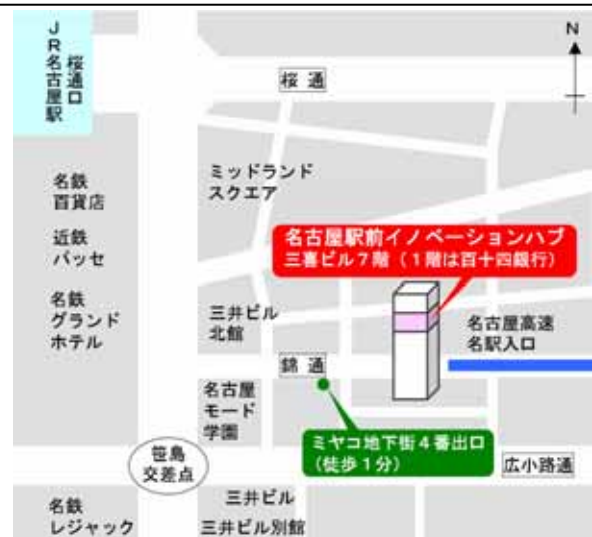 桜通口
JR名古屋駅
桜通
N
名鉄
百貨店
ミッドランド
スクエア
近鉄
パッセ
名古屋駅前イノベーションハブ
三喜ビル7階（1階は百十四銀行）
名鉄
グランド
ホテル
三井ビル
北館
名古屋高速
名駅入口
錦通
名古屋
モード
学園
ミヤコ地下街4番出口
（徒歩1分）
笹島
交差点
広小路通
名鉄
レジャック
三井ビル
三井ビル別館